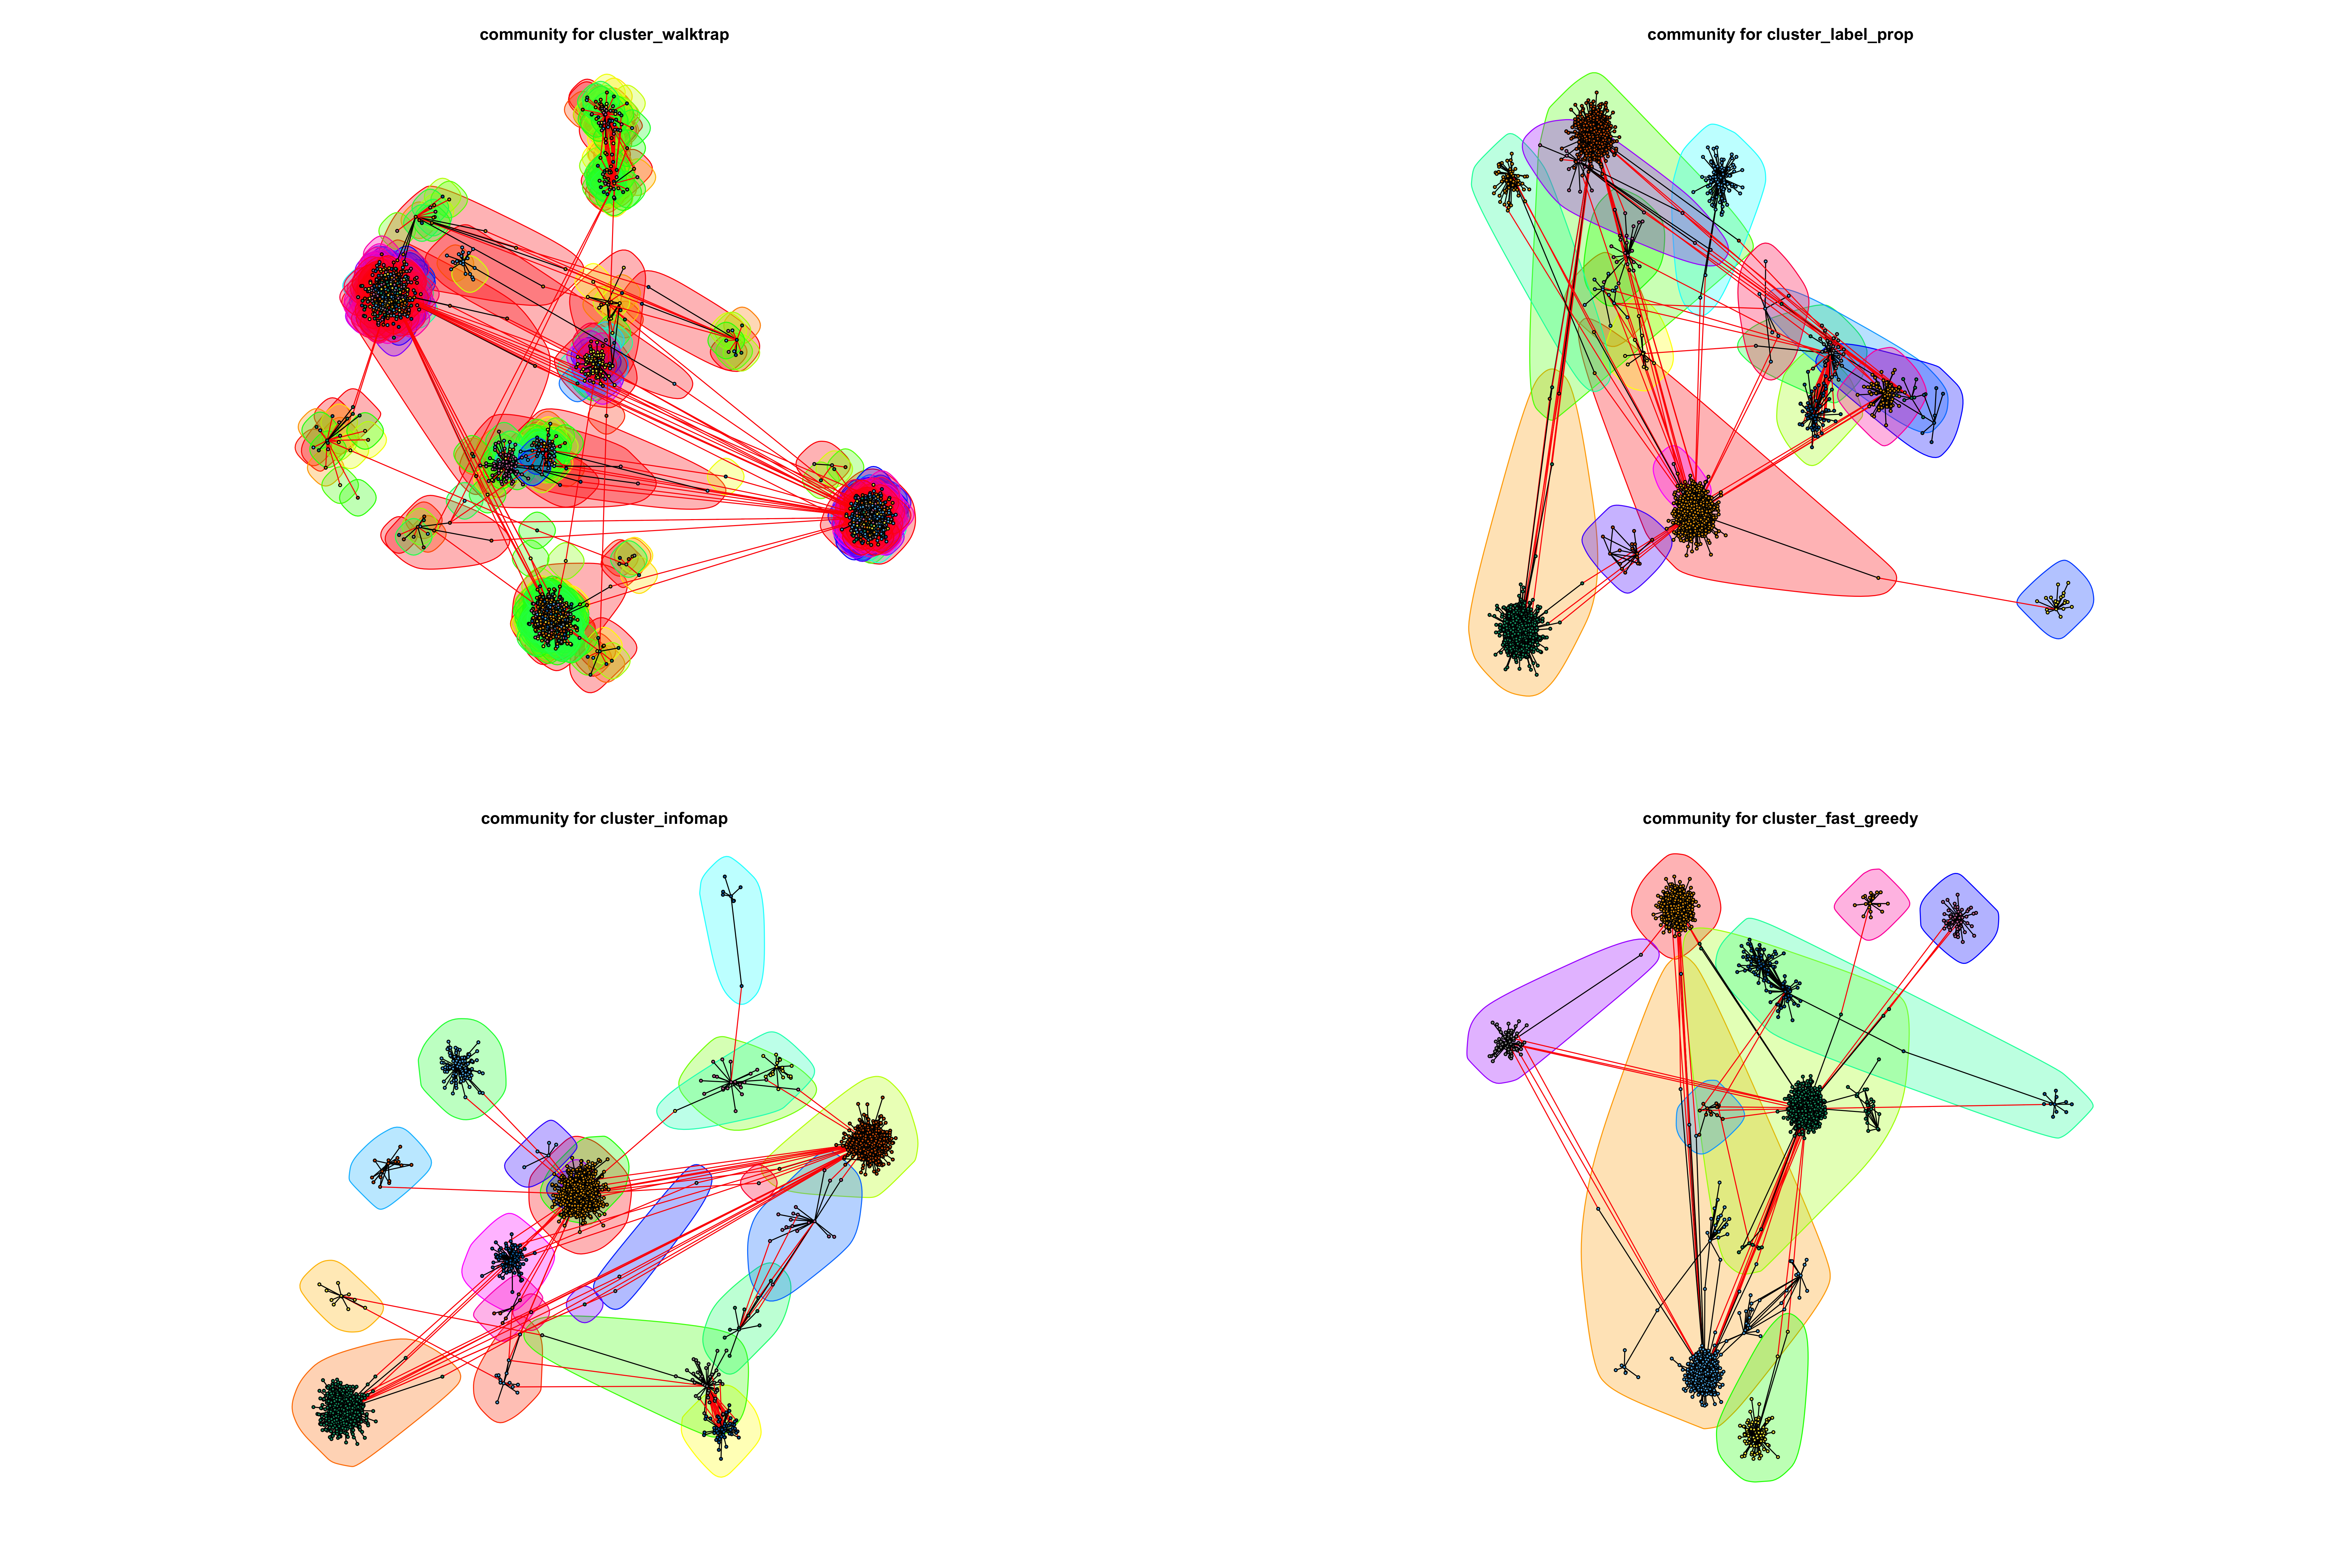 community for cluster_walktrap
community for cluster_label_prop
community for cluster_infomap
community for cluster_fast_greedy